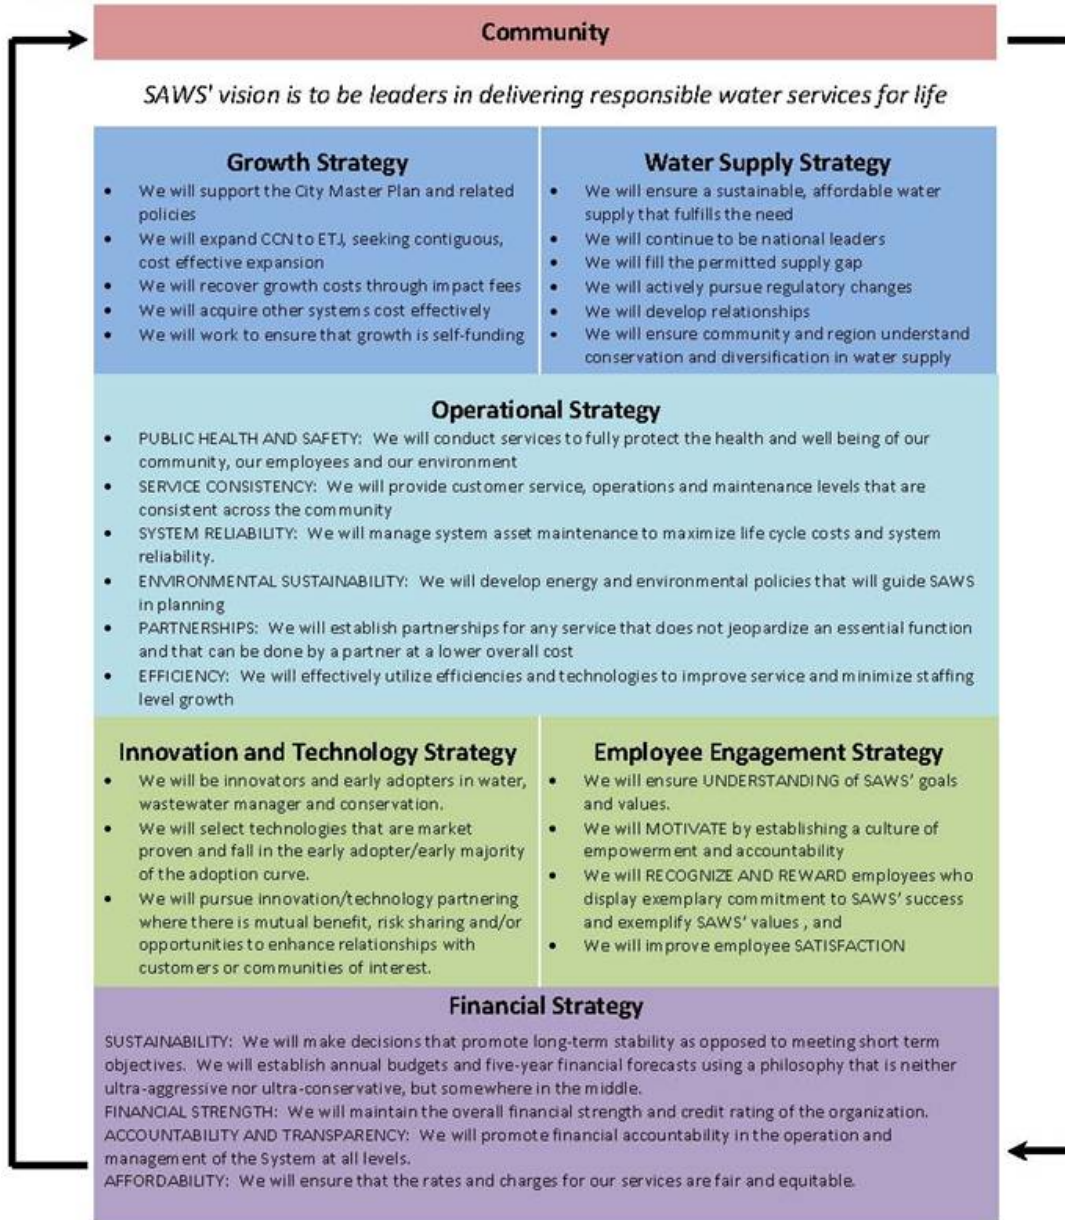 Community
SAWS' vision is to be leaders in delivering responsible water services for life
Growth Strategy
• We will support the City Master Plan and related
policies
• We will expand CCN to ETJ, seeking contiguous,
cost effective expansion
• We will recover growth costs through impact fees
• We will acquire other systems cost effectively
• We will work to ensure that growth is self-funding
Water Supply Strategy
• We will ensure a sustainable, affordable water
supply that fulfills the need
• We will continue to be national leaders
• We will fill the permitted supply gap
• We will actively pursue regulatory changes
• We will develop relationships
• We will ensure community and region understand
conservation and diversification in water supply
Operational Strategy
• PUBLIC HEALTH AND SAFETY: We will conduct services to fully protect the health and well being of our
community, our employees and our environment
• SERVICE CONSISTENCY: We will provide customer service, operations and maintenance levels that are
consistent across the community
• SYSTEM RELIABILITY: We will manage system asset maintenance to maximize life cycle costs and system
reliability.
• ENVIRONMENTAL SUSTAINABILITY: We will develop energy and environmental policies that will guide SAWS
in planning
• PARTNERSHIPS: We will establish partnerships for any service that does not jeopardize an essential function
and that can be done by a partner at a lower overall cost
• EFFICIENCY: We will effectively utilize efficiencies and technologies to improve service and minimize staffing
level growth
Innovation and Technology Strategy
• We will be innovators and early adopters in water,
wastewater manager and conservation.
• We will select technologies that are market
proven and fall in the early adopter/early majority
of the adoption curve.
• We will pursue innovation/technology partnering
where there is mutual benefit, risk sharing and/or
opportunities to enhance relationships with
customers or communities of interest.
Employee Engagement Strategy
• We will ensure UNDERSTANDING of SAWS' goals
and values.
• We will MOTIVATE by establishing a culture of
empowerment and accountability
• We will RECOGNIZE AND REWARD employees who
display exemplary commitment to SAWS' success
and exemplify SAWS' values , and
• We will improve employee SATISFACTION
Financial Strategy
SUSTAINABILITY: We will make decisions that promote long-term stability as opposed to meeting short term
objectives. We will establish annual budgets and five-year financial forecasts using a philosophy that is neither
ultra-aggressive nor ultra-conservative, but somewhere in the middle.
FINANCIAL STRENGTH: We will maintain the overall financial strength and credit rating of the organization.
ACCOUNTABILITY AND TRANSPARENCY: We will promote financial accountability in the operation and
management of the System at all levels.
AFFORDABILITY: We will ensure that the rates and charges for our services are fair and equitable.